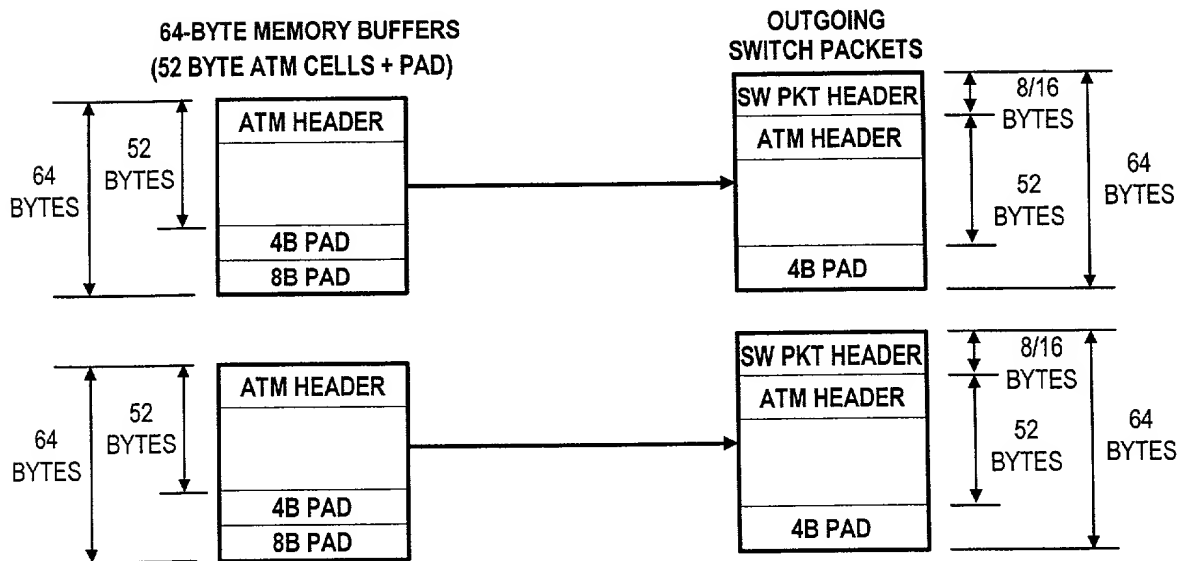 64-BYTE MEMORY BUFFERS
(52 BYTE ATM CELLS + PAD)
OUTGOING
SWITCH PACKETS
64
BYTES
52
BYTES
ATM HEADER
4B PAD
8B PAD
SW PKT HEADER
ATM HEADER
4B PAD
8/16
BYTES
52
BYTES
64
BYTES
64
BYTES
52
BYTES
ATM HEADER
4B PAD
8B PAD
SW PKT HEADER
ATM HEADER
4B PAD
8/16
BYTES
52
BYTES
64
BYTES